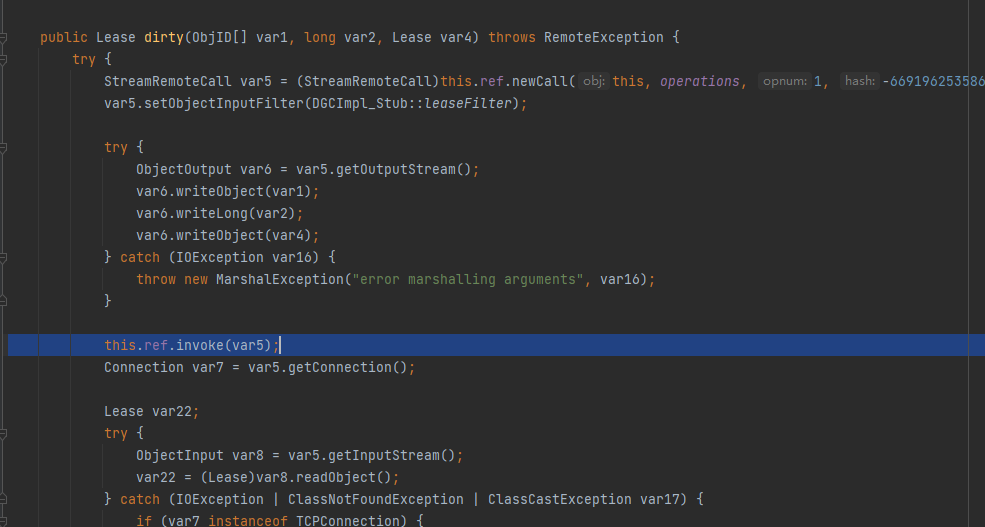 public Lease dirty(ObjID[] var1, long var2, Lease var4) throws RemoteException {
try {
StreamRemoteCall var5 = (StreamRemoteCall)this.ref.newCall( obj: this, operations, opnum: 1, hash: -669196253586
var5.setObjectInputFilter(DGCImpl_Stub::leaseFilter);
try {
ObjectOutput var6 = var5.getOutputStream();
var6.writeObject(var1);
var6.writeLong(var2);
var6.writeObject(var4);
} catch (IOException var16) {
throw new MarshalException("error marshalling arguments", var16);
}
this.ref.invoke(var5);
Connection var7 = var5.getConnection();
Lease var22;
try {
ObjectInput var8 = var5.getInputStream();
var22 = (Lease)var8.readObject();
} catch (IOException | ClassNotFoundException | ClassCastException var17) {
if (var7 instanceof TCPConnection) {